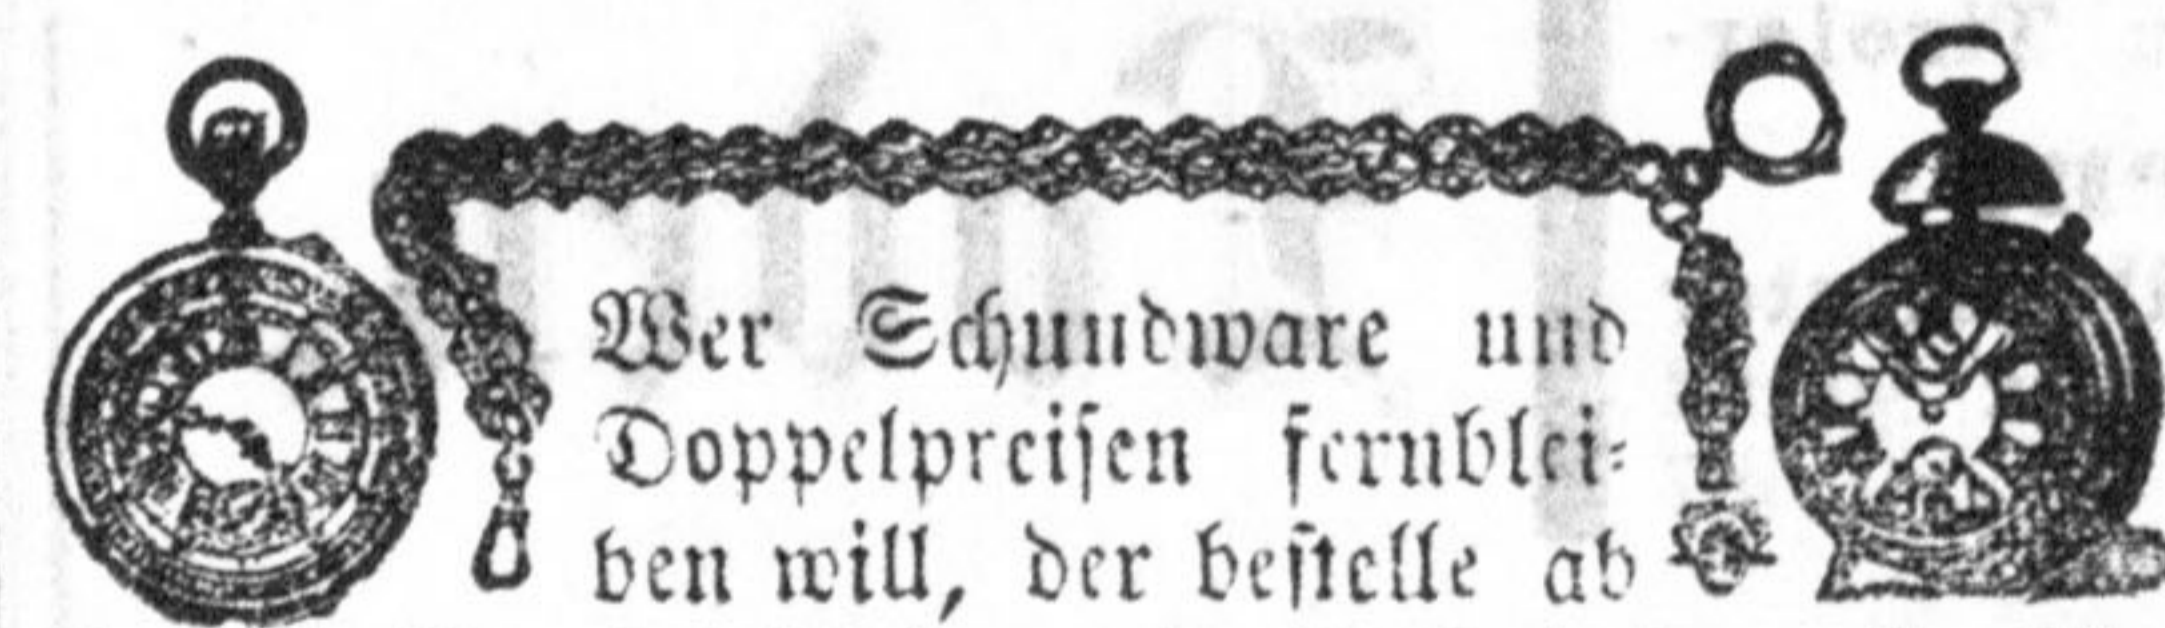 Wer Schundware und
Doppelpreisen fernblei-
ben will, der bestelle ab